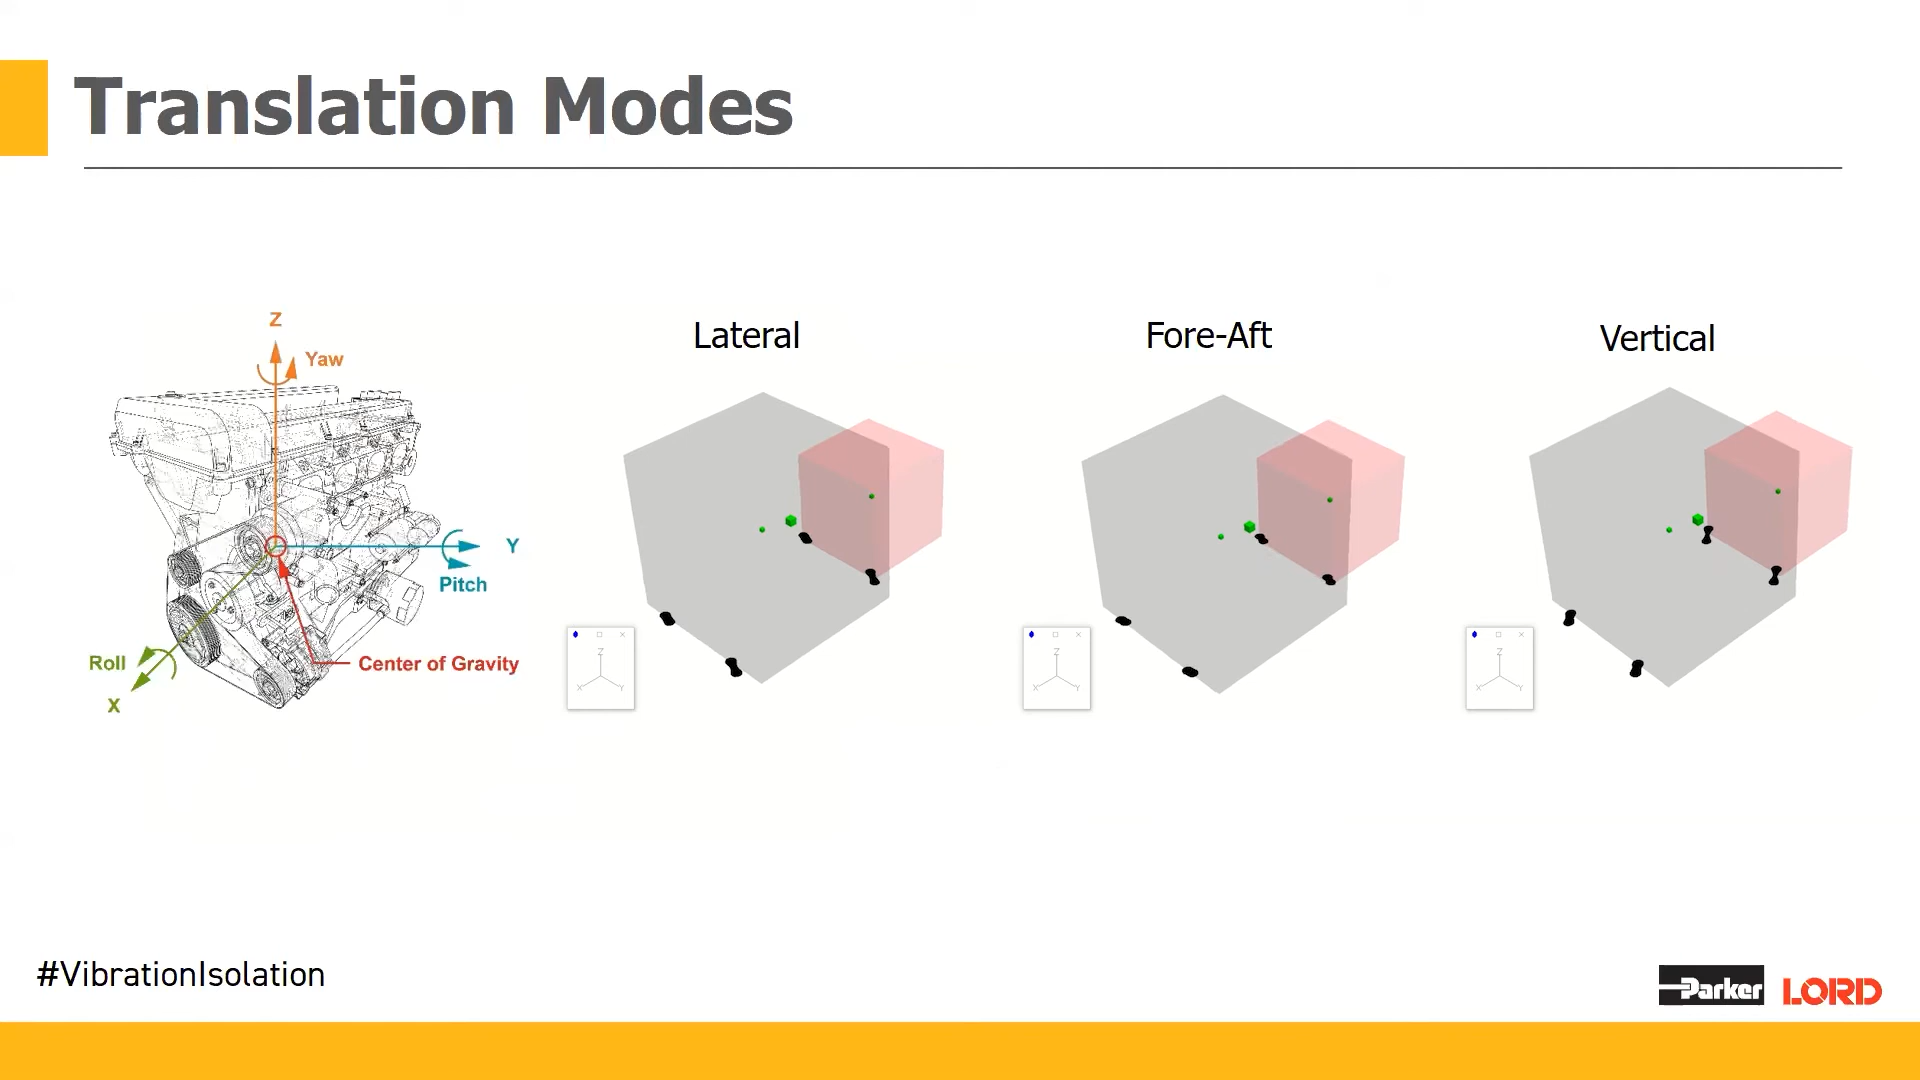 Translation Modes
Z
Yaw
Y
Pitch
Roll
X
Center of Gravity
Lateral
Fore-Aft
Vertical
Z
X
Y
Z
X
Y
Z
X
Y
#VibrationIsolation
Parker
LORD